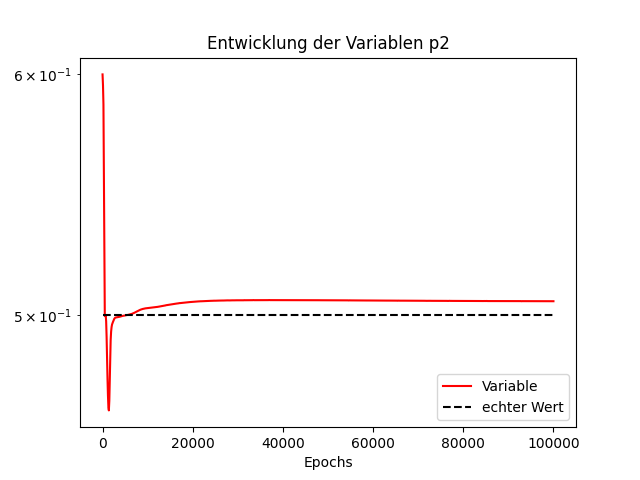 Entwicklung der Variablen p2
6 × 10⁻¹
5 × 10⁻¹
0 20000 40000 60000 80000 100000
Epochs
Variable
echter Wert